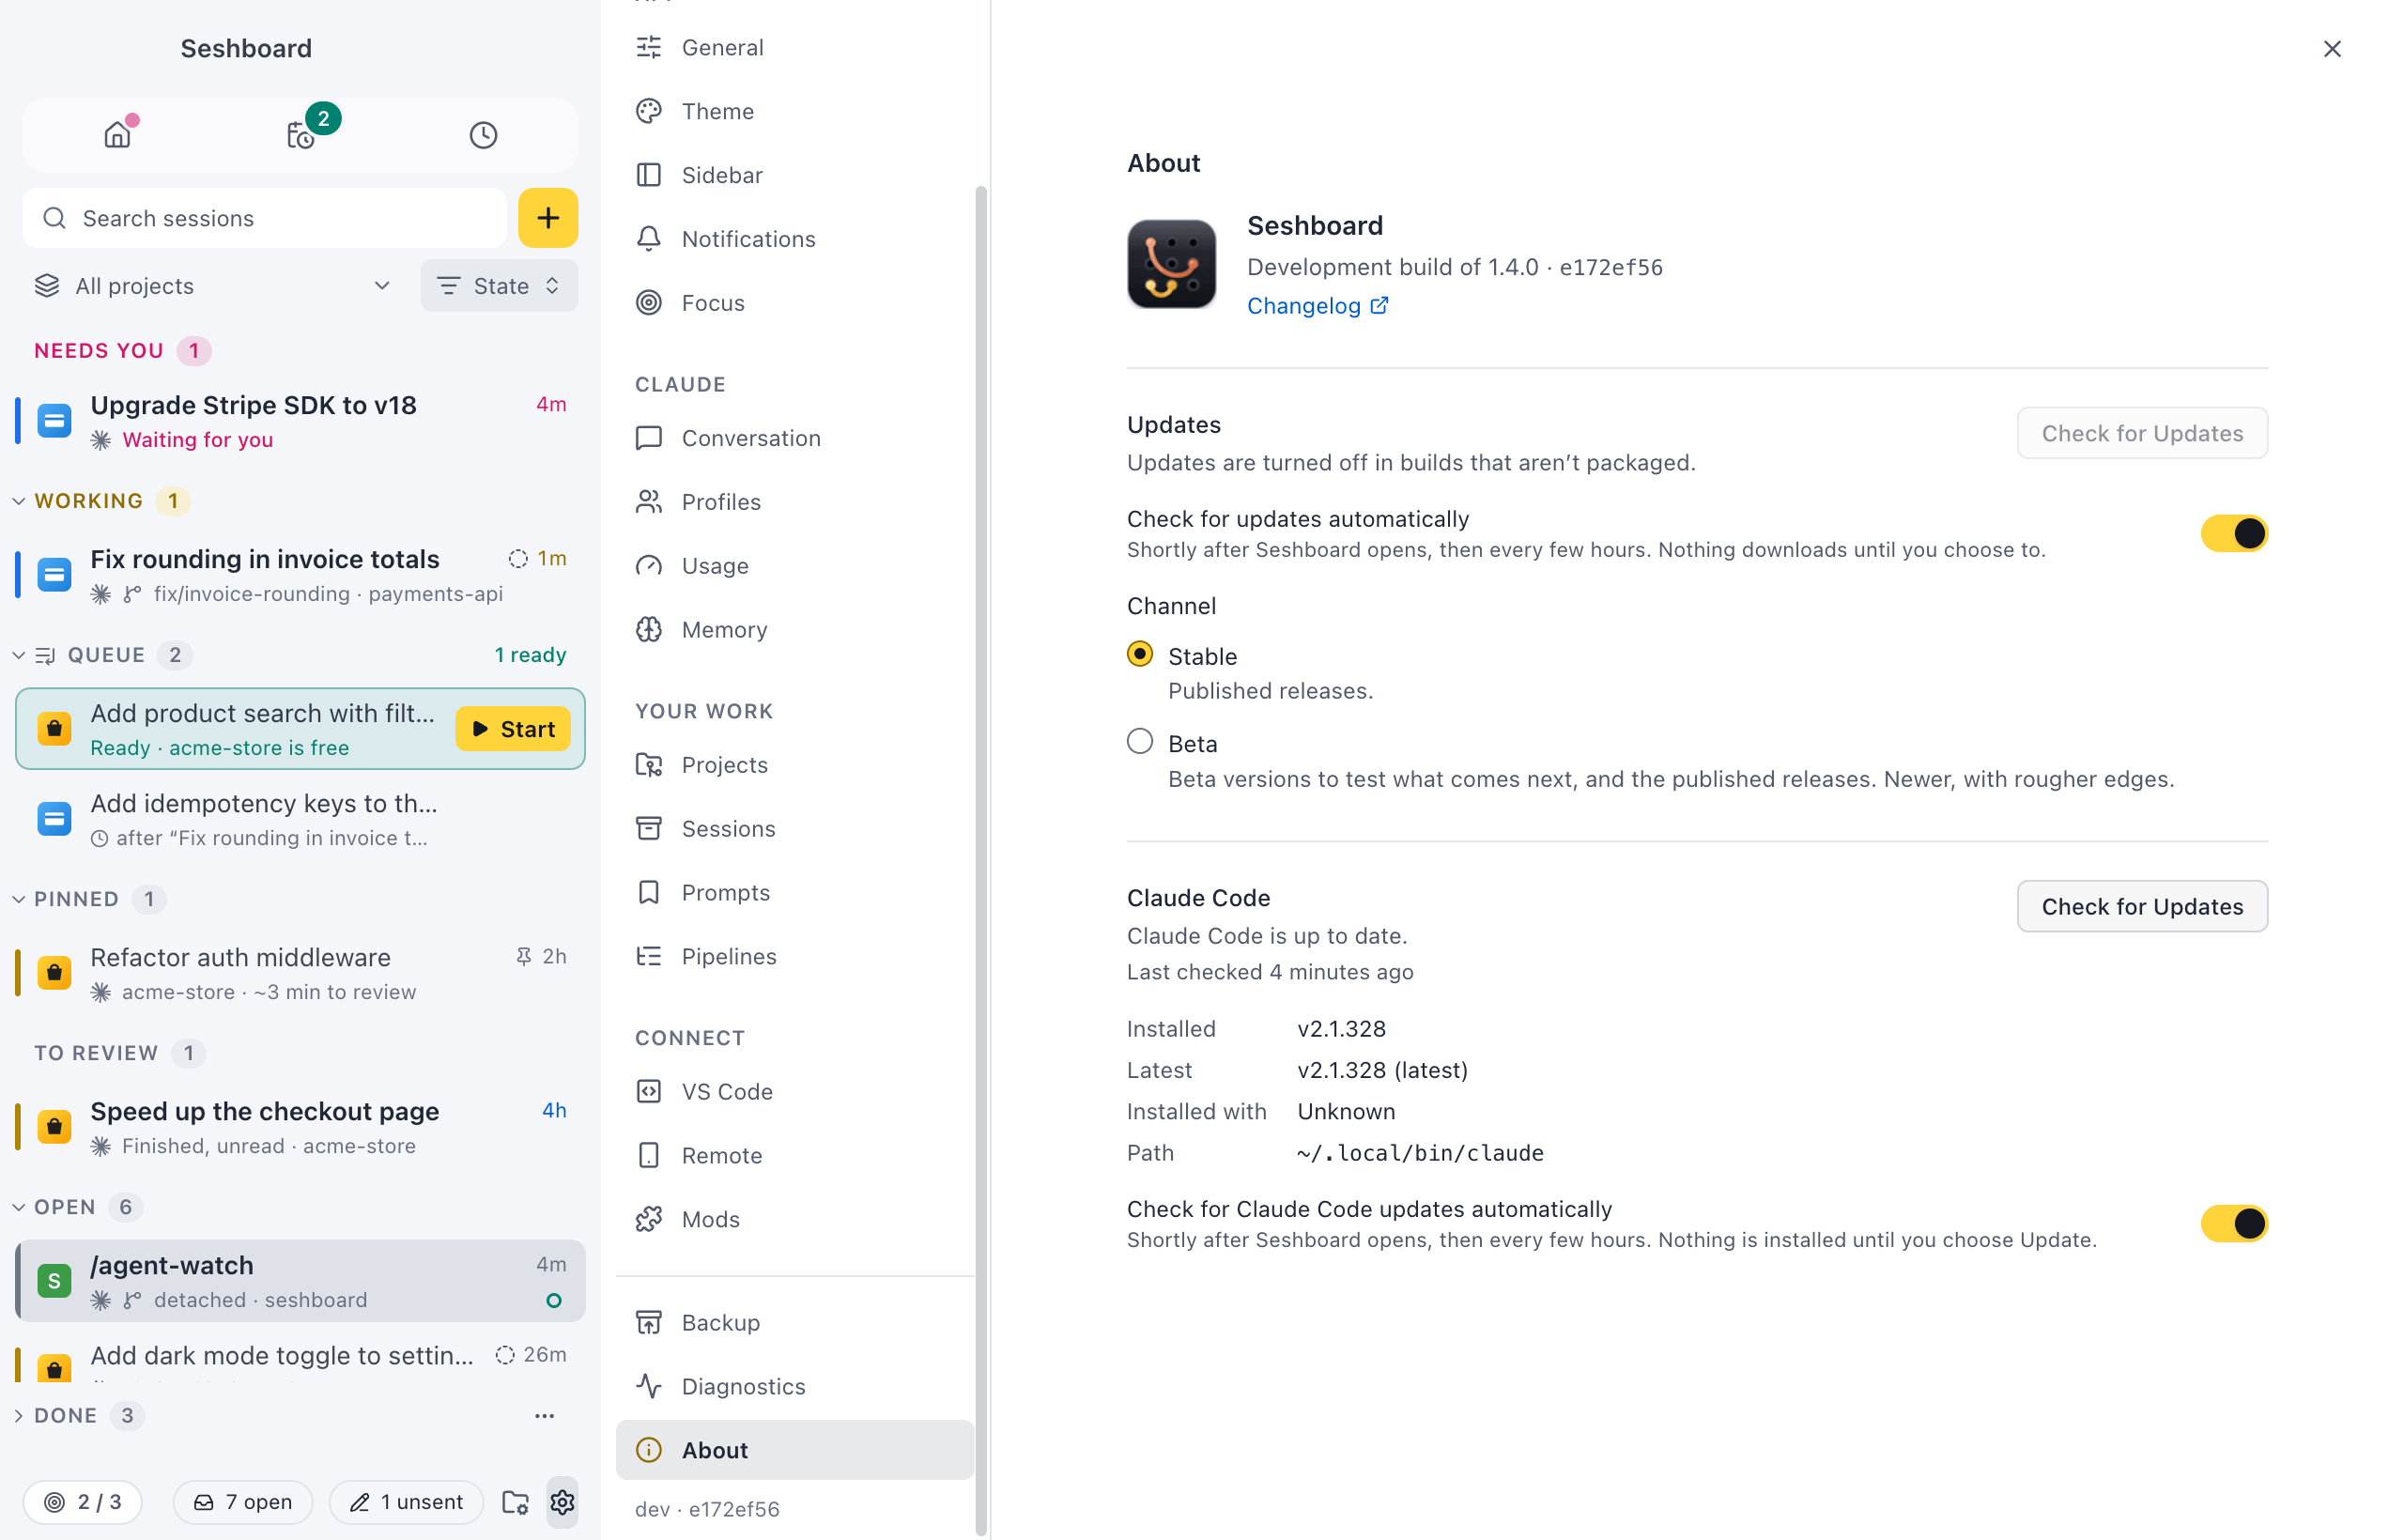 Seshboard
2
Search sessions
All projects
State
NEEDS YOU 1
Upgrade Stripe SDK to v18 4m
Waiting for you
WORKING 1
Fix rounding in invoice totals 1m
fix/invoice-rounding · payments-api
QUEUE 2 1 ready
Add product search with filt...
Ready · acme-store is free
Start
Add idempotency keys to th...
after “Fix rounding in invoice t...
PINNED 1
Refactor auth middleware 2h
acme-store · ~3 min to review
TO REVIEW 1
Speed up the checkout page 4h
Finished, unread · acme-store
OPEN 6
S
/agent-watch 4m
detached · seshboard
Add dark mode toggle to settin... 26m
DONE 3
2 / 3
7 open
1 unsent
General
Theme
Sidebar
Notifications
Focus
CLAUDE
Conversation
Profiles
Usage
Memory
YOUR WORK
Projects
Sessions
Prompts
Pipelines
CONNECT
VS Code
Remote
Mods
Backup
Diagnostics
About
dev · e172ef56
About
Seshboard
Development build of 1.4.0 · e172ef56
Changelog
Updates
Check for Updates
Updates are turned off in builds that aren’t packaged.
Check for updates automatically
Shortly after Seshboard opens, then every few hours. Nothing downloads until you choose to.
Channel
Stable
Published releases.
Beta
Beta versions to test what comes next, and the published releases. Newer, with rougher edges.
Claude Code
Check for Updates
Claude Code is up to date.
Last checked 4 minutes ago
Installed v2.1.328
Latest v2.1.328 (latest)
Installed with Unknown
Path ~/.local/bin/claude
Check for Claude Code updates automatically
Shortly after Seshboard opens, then every few hours. Nothing is installed until you choose Update.